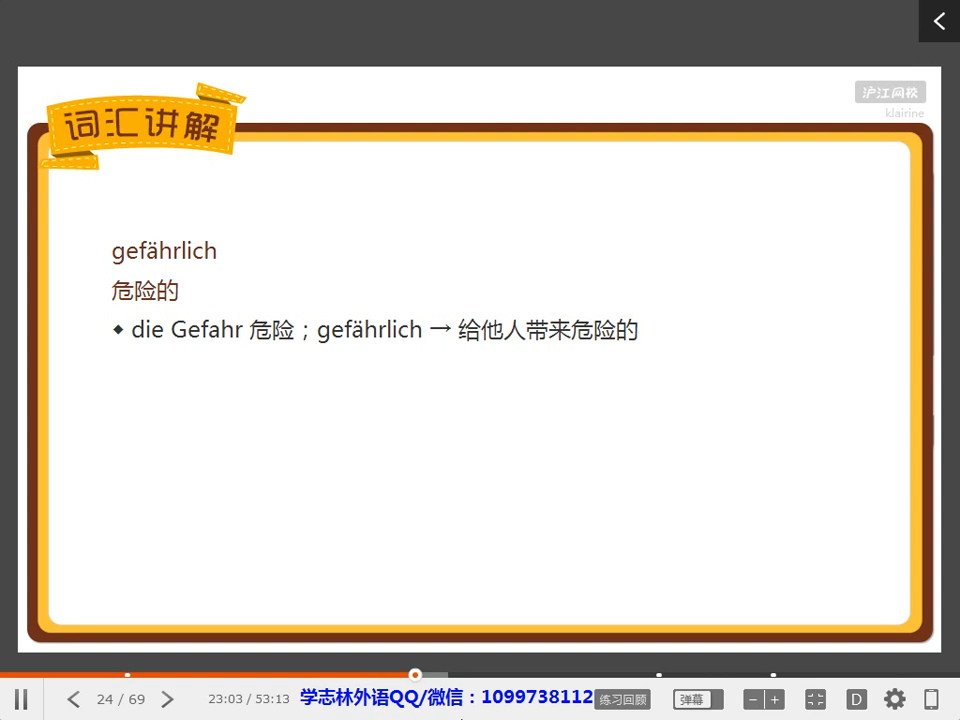 沪江网校
klairine
词汇讲解
gefährlich
危险的
◆ die Gefahr 危险；gefährlich → 给他人带来危险的
24 / 69
23:03 / 53:13
学志林外语QQ/微信：1099738112
练习回顾
弹幕
D